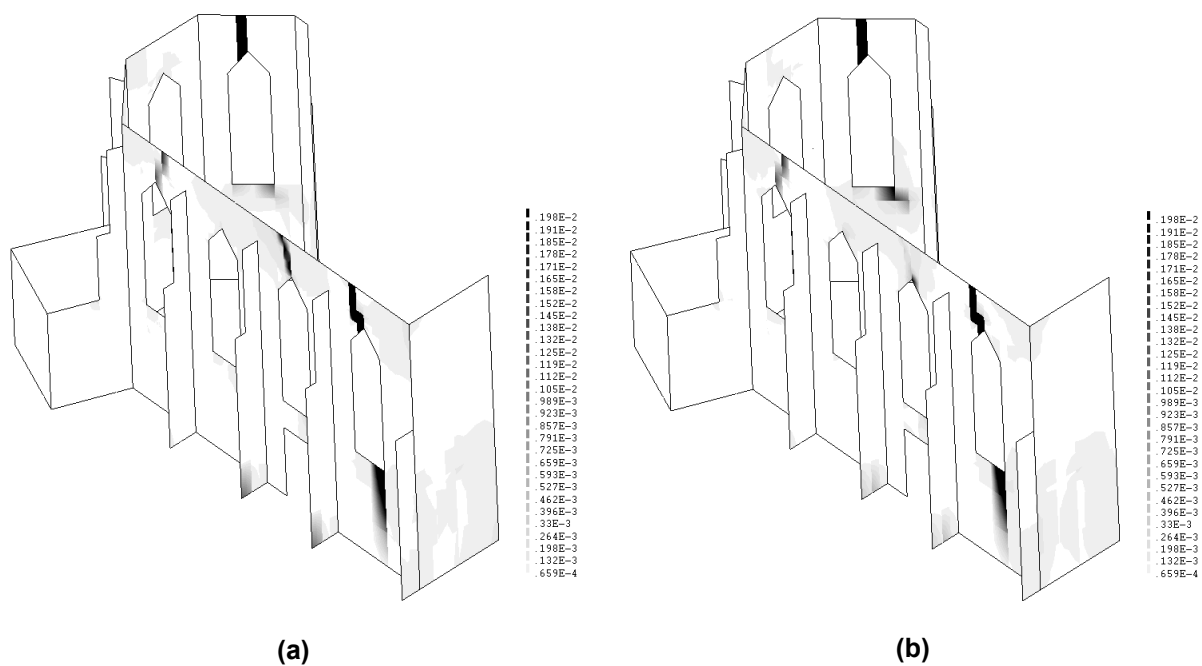 .198E-2
.191E-2
.185E-2
.178E-2
.171E-2
.165E-2
.158E-2
.152E-2
.145E-2
.138E-2
.132E-2
.125E-2
.119E-2
.112E-2
.105E-2
.989E-3
.923E-3
.857E-3
.791E-3
.725E-3
.659E-3
.593E-3
.527E-3
.462E-3
.396E-3
.33E-3
.264E-3
.198E-3
.132E-3
.659E-4
(a)
.198E-2
.191E-2
.185E-2
.178E-2
.171E-2
.165E-2
.158E-2
.152E-2
.145E-2
.138E-2
.132E-2
.125E-2
.119E-2
.112E-2
.105E-2
.989E-3
.923E-3
.857E-3
.791E-3
.725E-3
.659E-3
.593E-3
.527E-3
.462E-3
.396E-3
.33E-3
.264E-3
.198E-3
.132E-3
.659E-4
(b)